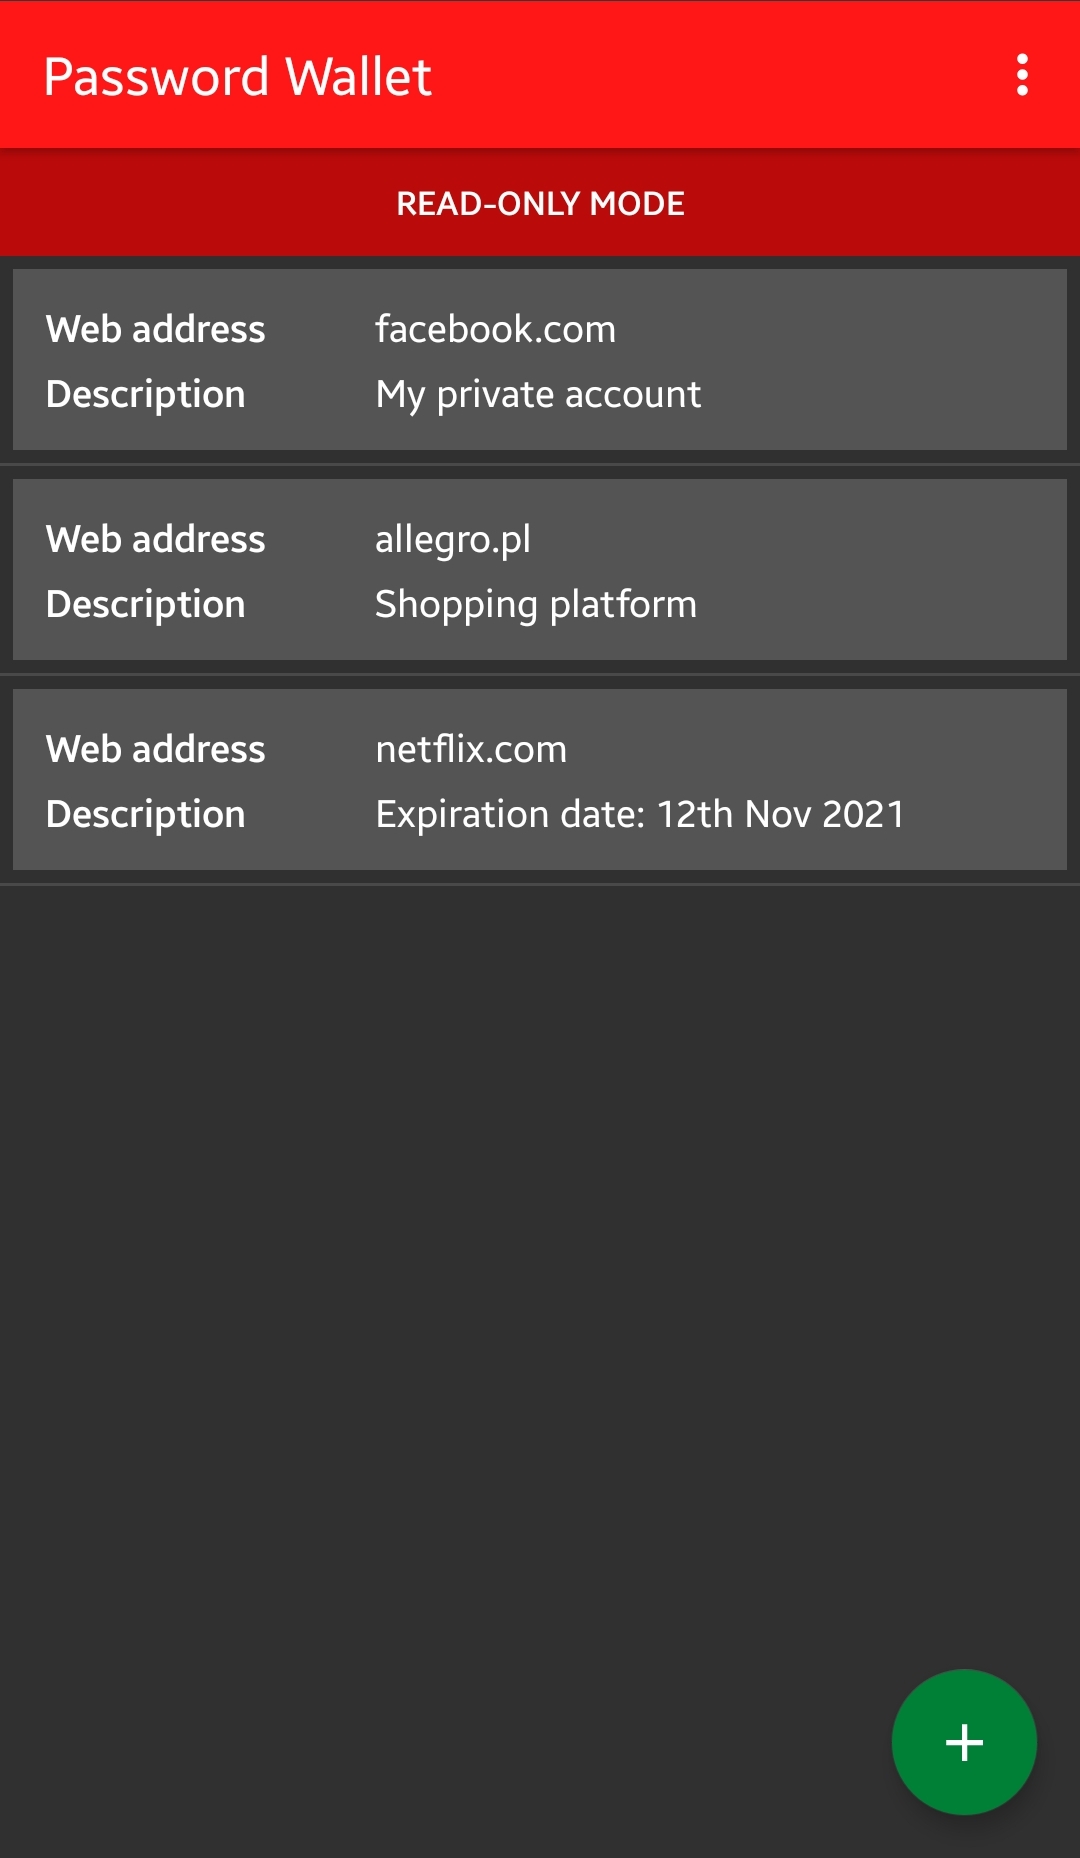 Password Wallet
READ-ONLY MODE
Web address facebook.com
Description My private account
Web address allegro.pl
Description Shopping platform
Web address netflix.com
Description Expiration date: 12th Nov 2021